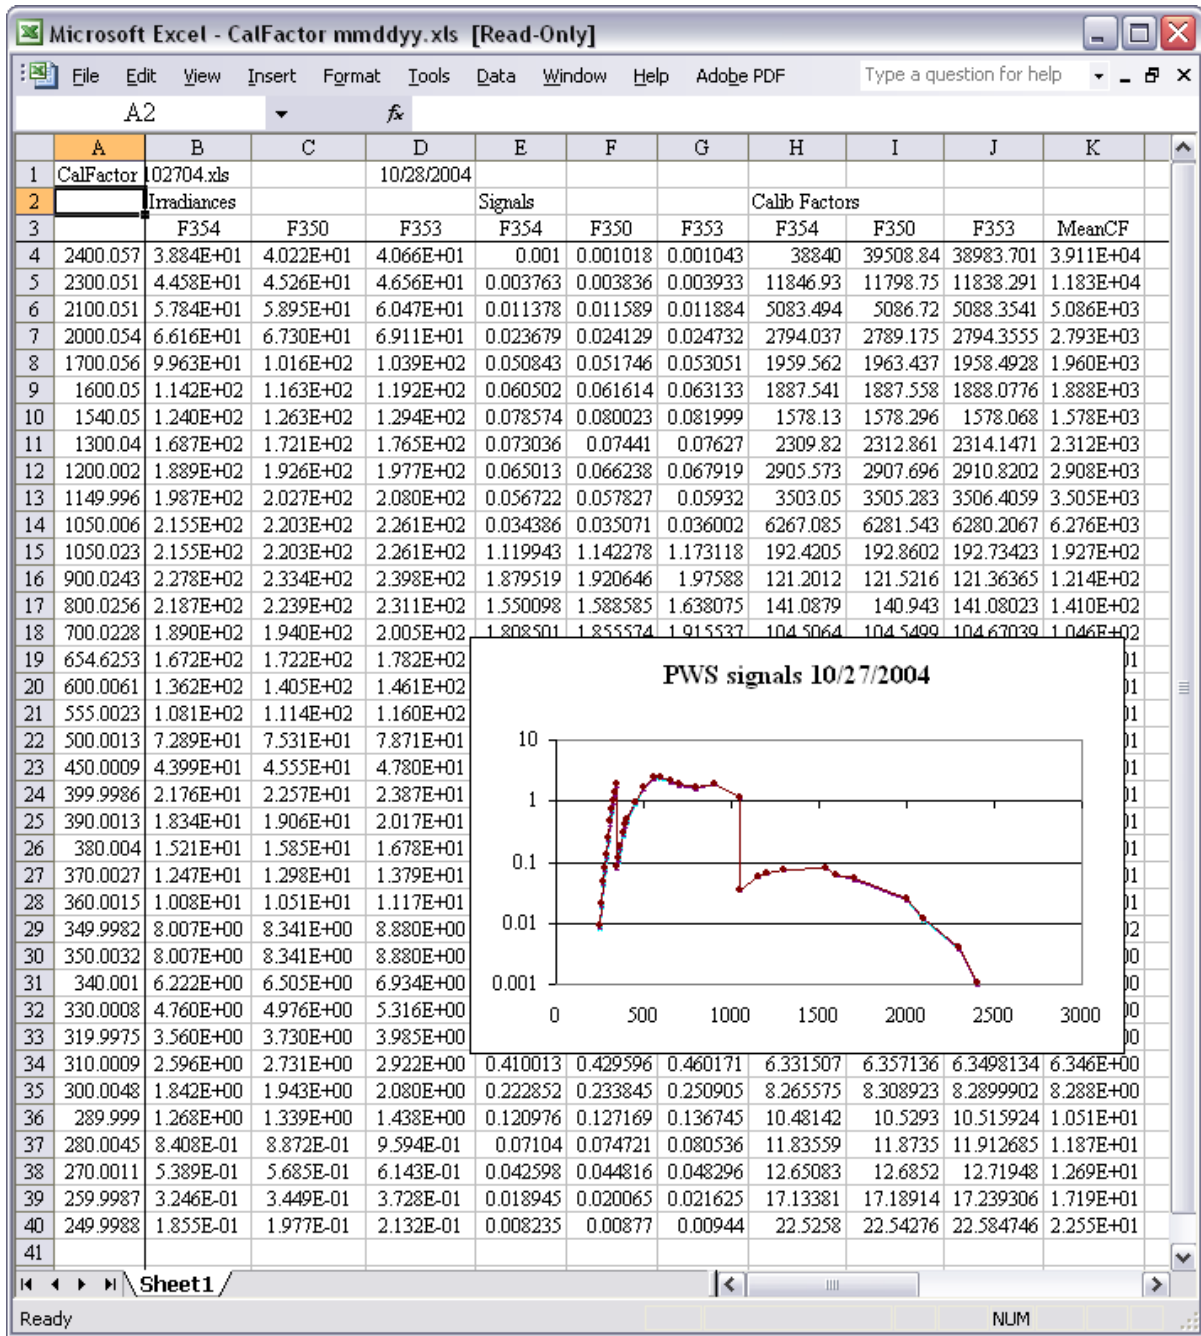 Microsoft Excel - CalFactor mmddyy.xls [Read-Only]
File Edit View Insert Format Tools Data Window Help Adobe PDF Type a question for help
A2 fx
A B C D E F G H I J K
1 CalFactor 102704.xls 10/28/2004
2 Irradiances Signals Calib Factors
3 F354 F350 F353 F354 F350 F353 F354 F350 F353 MeanCF
4 2400.057 3.884E+01 4.022E+01 4.066E+01 0.001 0.001018 0.001043 38840 39508.84 38983.701 3.911E+04
5 2300.051 4.458E+01 4.526E+01 4.656E+01 0.003763 0.003836 0.003933 11846.93 11798.75 11838.291 1.183E+04
6 2100.051 5.784E+01 5.895E+01 6.047E+01 0.011378 0.011589 0.011884 5083.494 5086.72 5088.3541 5.086E+03
7 2000.054 6.616E+01 6.730E+01 6.911E+01 0.023679 0.024129 0.024732 2794.037 2789.175 2794.3555 2.793E+03
8 1700.056 9.963E+01 1.016E+02 1.039E+02 0.050843 0.051746 0.053051 1959.562 1963.437 1958.4928 1.960E+03
9 1600.05 1.142E+02 1.163E+02 1.192E+02 0.060502 0.061614 0.063133 1887.541 1887.558 1888.0776 1.888E+03
10 1540.05 1.240E+02 1.263E+02 1.294E+02 0.078574 0.080023 0.081999 1578.13 1578.296 1578.068 1.578E+03
11 1300.04 1.687E+02 1.721E+02 1.765E+02 0.073036 0.07441 0.07627 2309.82 2312.861 2314.1471 2.312E+03
12 1200.002 1.889E+02 1.926E+02 1.977E+02 0.065013 0.066238 0.067919 2905.573 2907.696 2910.8202 2.908E+03
13 1149.996 1.987E+02 2.027E+02 2.080E+02 0.056722 0.057827 0.05932 3503.05 3505.283 3506.4059 3.505E+03
14 1050.006 2.155E+02 2.203E+02 2.261E+02 0.034386 0.035071 0.036002 6267.085 6281.543 6280.2067 6.276E+03
15 1050.023 2.155E+02 2.203E+02 2.261E+02 1.119943 1.142278 1.173118 192.4205 192.8602 192.73423 1.927E+02
16 900.0243 2.278E+02 2.334E+02 2.398E+02 1.879519 1.920646 1.97588 121.2012 121.5216 121.36365 1.214E+02
17 800.0256 2.187E+02 2.239E+02 2.311E+02 1.550098 1.588585 1.638075 141.0879 140.943 141.08023 1.410E+02
18 700.0228 1.890E+02 1.940E+02 2.005E+02 1.808501 1.855574 1.915537 104.5064 104.5499 104.67039 1.046E+02
19 654.6253 1.672E+02 1.722E+02 1.782E+02 01
20 600.0061 1.362E+02 1.405E+02 1.461E+02 01
21 555.0023 1.081E+02 1.114E+02 1.160E+02 01
22 500.0013 7.289E+01 7.531E+01 7.871E+01 01
23 450.0009 4.399E+01 4.555E+01 4.780E+01 01
24 399.9986 2.176E+01 2.257E+01 2.387E+01 01
25 390.0013 1.834E+01 1.906E+01 2.017E+01 01
26 380.004 1.521E+01 1.585E+01 1.678E+01 01
27 370.0027 1.247E+01 1.298E+01 1.379E+01 01
28 360.0015 1.008E+01 1.051E+01 1.117E+01 01
29 349.9982 8.007E+00 8.341E+00 8.880E+00 02
30 350.0032 8.007E+00 8.341E+00 8.880E+00 00
31 340.001 6.222E+00 6.505E+00 6.934E+00 00
32 330.0008 4.760E+00 4.976E+00 5.316E+00 00
33 319.9975 3.560E+00 3.730E+00 3.985E+00 00
PWS signals 10/27/2004
10
1
0.1
0.01
0.001
0 500 1000 1500 2000 2500 3000
34 310.0009 2.596E+00 2.731E+00 2.922E+00 0.410013 0.429596 0.460171 6.331507 6.357136 6.3498134 6.346E+00
35 300.0048 1.842E+00 1.943E+00 2.080E+00 0.222852 0.233845 0.250905 8.265575 8.308923 8.2899902 8.288E+00
36 289.999 1.268E+00 1.339E+00 1.438E+00 0.120976 0.127169 0.136745 10.48142 10.5293 10.515924 1.051E+01
37 280.0045 8.408E-01 8.872E-01 9.594E-01 0.07104 0.074721 0.080536 11.83559 11.8735 11.912685 1.187E+01
38 270.0011 5.389E-01 5.685E-01 6.143E-01 0.042598 0.044816 0.048296 12.65083 12.6852 12.71948 1.269E+01
39 259.9987 3.246E-01 3.449E-01 3.728E-01 0.018945 0.020065 0.021625 17.13381 17.18914 17.239306 1.719E+01
40 249.9988 1.855E-01 1.977E-01 2.132E-01 0.008235 0.00877 0.00944 22.5258 22.54276 22.584746 2.255E+01
41
Sheet1
Ready NUM